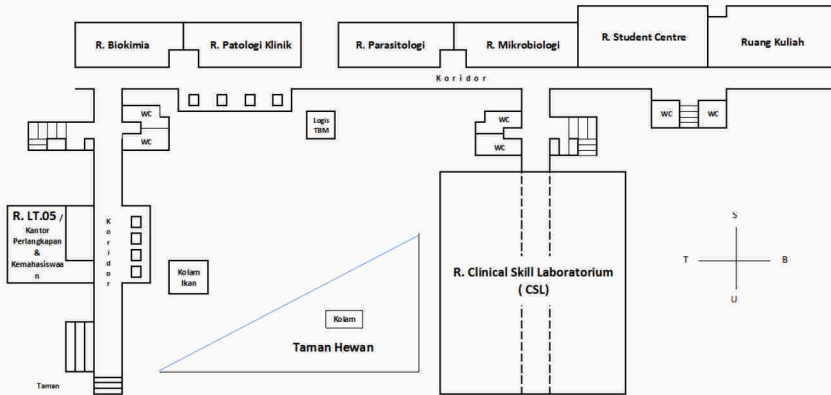 R. Biokimia
R. Patologi Klinik
R. Parasitologi
R. Mikrobiologi
R. Student Centre
Ruang Kuliah
Koridor
WC
WC
Logis
TBM
WC
WC
WC
WC
R. LT.05 /
Kantor
Perlangkapan
&
Kemahasiswaa
n
Koridor
Kolam
Ikan
R. Clinical Skill Laboratorium
( CSL)
S
T
B
U
Kolam
Taman Hewan
Taman